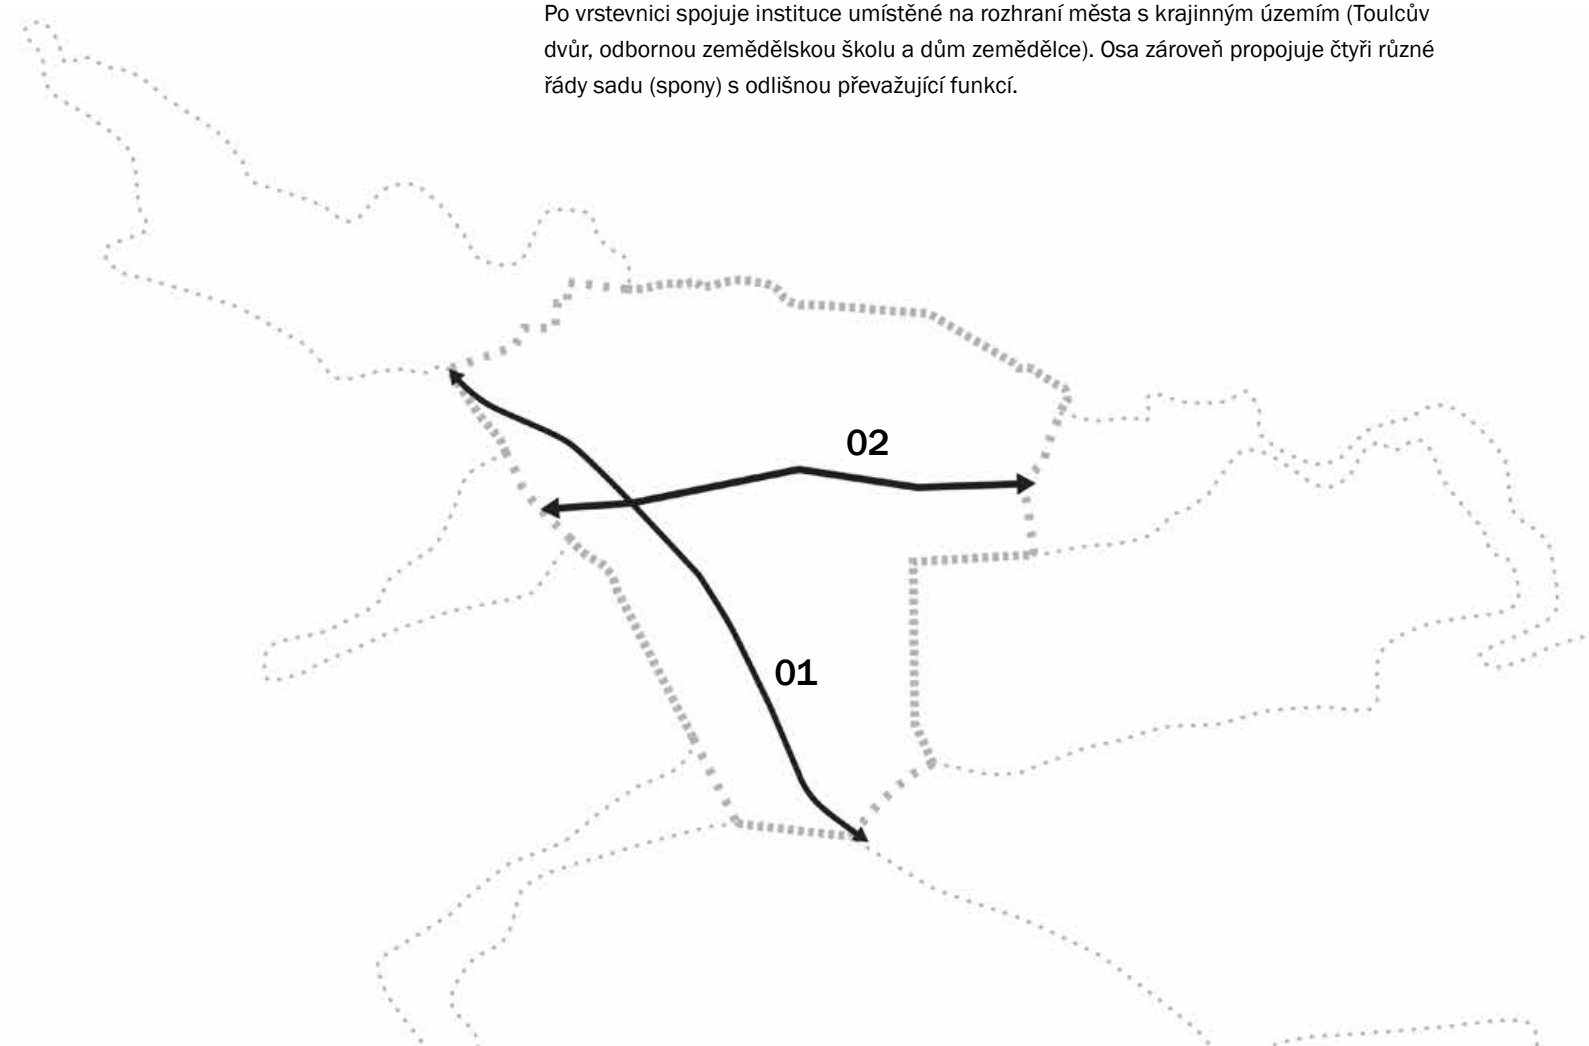 Po vrstevnici spojuje instituce umístěné na rozhraní města s krajinným územím (Toulcův
dvůr, odbornou zemědělskou školu a dům zemědělce). Osa zároveň propojuje čtyři různé
řády sadu (spony) s odlišnou převažující funkcí.
02
01